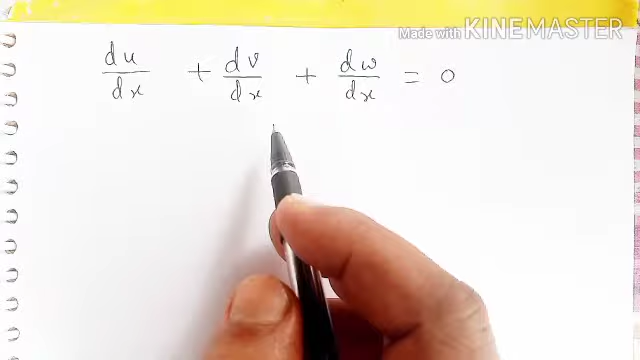 Made with KINEMASTER
du/dx + dv/dx + dw/dx = 0